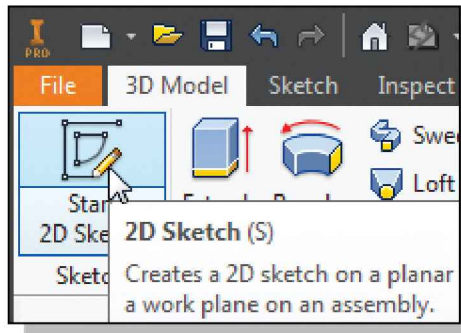 I
PRO
File 3D Model Sketch Inspect
Swee
Loft
Star
2D Ske
2D Sketch (S)
Sketc
Creates a 2D sketch on a planar
a work plane on an assembly.